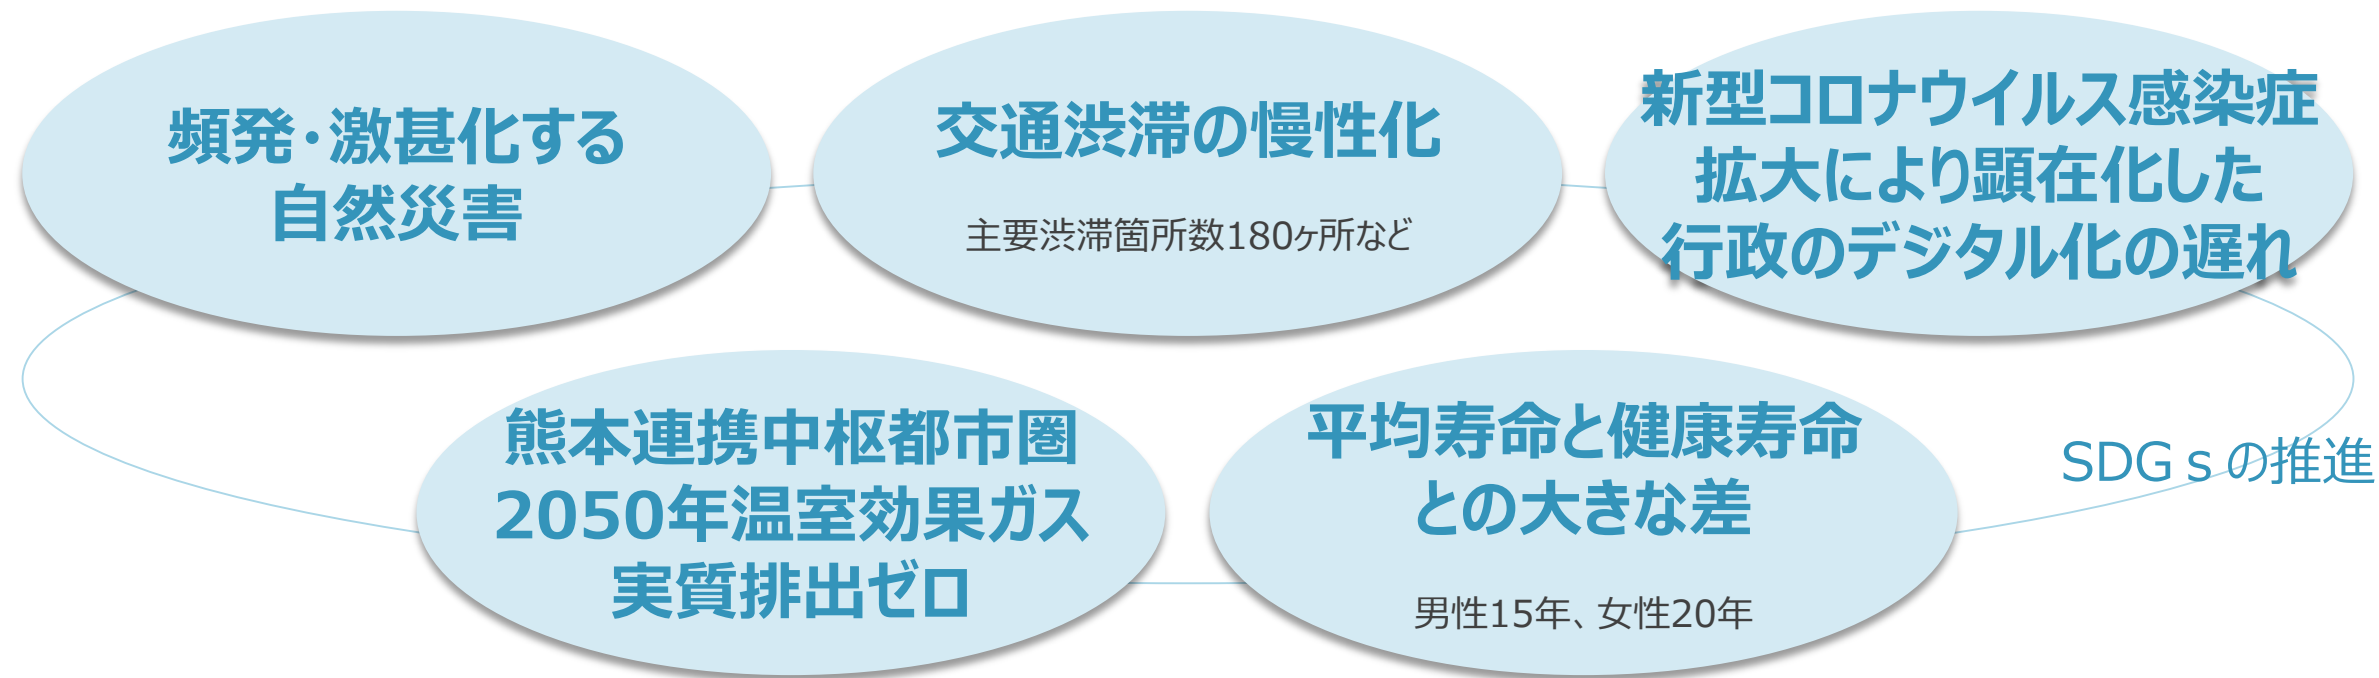 頻発・激甚化する
自然災害
交通渋滞の慢性化
主要渋滞箇所数180ヶ所など
新型コロナウイルス感染症
拡大により顕在化した
行政のデジタル化の遅れ
熊本連携中枢都市圏
2050年温室効果ガス
実質排出ゼロ
平均寿命と健康寿命
との大きな差
男性15年、女性20年
SDGｓの推進